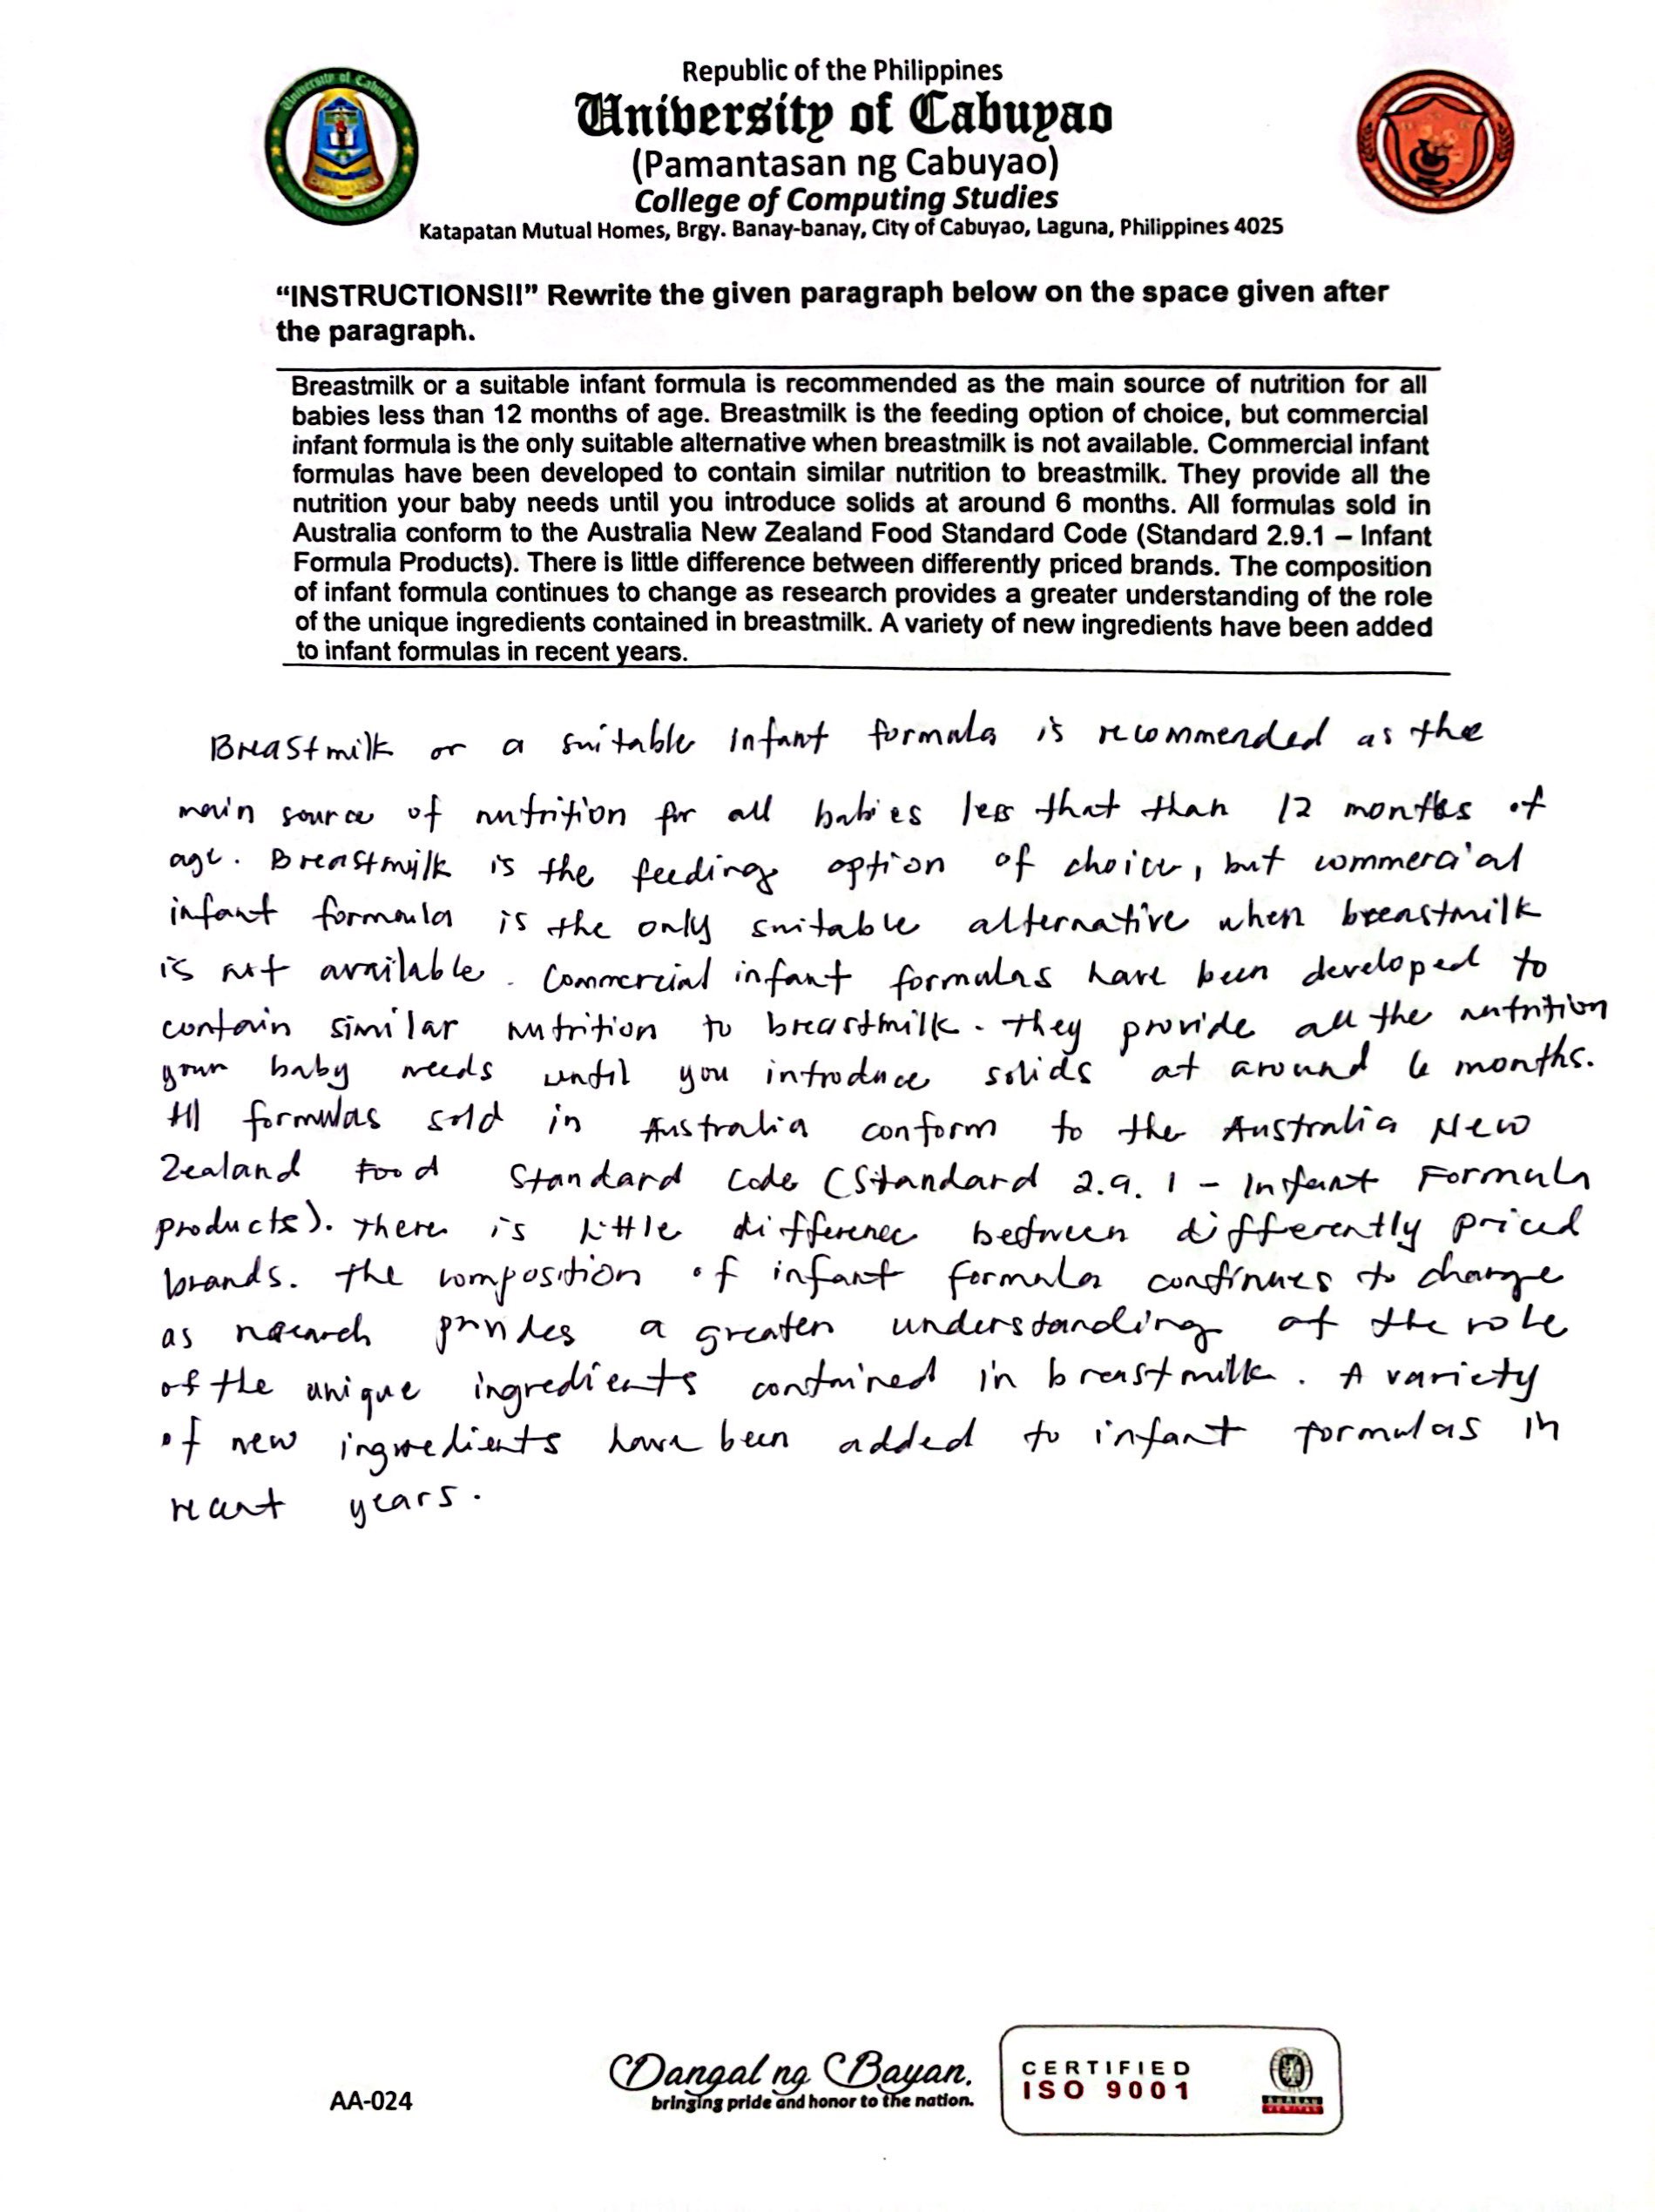 Republic of the Philippines
University of Cabuyao
(Pamantasan ng Cabuyao)
College of Computing Studies
Katapatan Mutual Homes, Brgy. Banay-banay, City of Cabuyao, Laguna, Philippines 4025
“INSTRUCTIONS!!” Rewrite the given paragraph below on the space given after
the paragraph.
Breastmilk or a suitable infant formula is recommended as the main source of nutrition for all
babies less than 12 months of age. Breastmilk is the feeding option of choice, but commercial
infant formula is the only suitable alternative when breastmilk is not available. Commercial infant
formulas have been developed to contain similar nutrition to breastmilk. They provide all the
nutrition your baby needs until you introduce solids at around 6 months. All formulas sold in
Australia conform to the Australia New Zealand Food Standard Code (Standard 2.9.1 – Infant
Formula Products). There is little difference between differently priced brands. The composition
of infant formula continues to change as research provides a greater understanding of the role
of the unique ingredients contained in breastmilk. A variety of new ingredients have been added
to infant formulas in recent years.
Breastmilk or a suitable infant formula is recommended as the
main source of nutrition for all babies less that than 12 months of
age. Breastmilk is the feeding option of choice, but commercial
infant formula is the only suitable alternative when breastmilk
is not available. Commercial infant formulas have been developed to
contain similar nutrition to breastmilk. They provide all the nutrition
your baby needs until you introduce solids at around 6 months.
All formulas sold in Australia conform to the Australia New
Zealand Food Standard Code (Standard 2.9.1 - Infant Formula
products). There is little difference between differently priced
brands. The composition of infant formula continues to change
as research provides a greater understanding of the role
of the unique ingredients contained in breastmilk. A variety
of new ingredients have been added to infant formulas in
recent years.
AA-024
Dangal ng Bayan.
bringing pride and honor to the nation.
CERTIFIED
ISO 9001